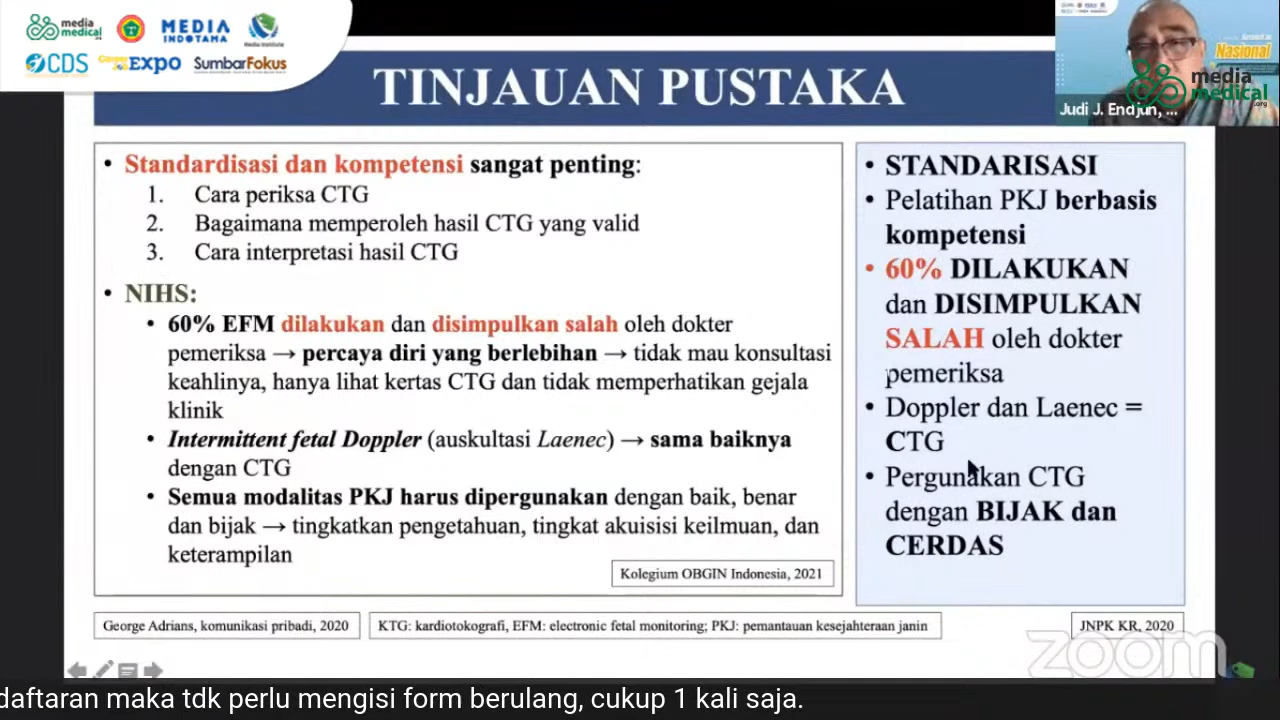 media
medical
MEDIA
INDOTAMA
Media Institute
CDS
EXPO
SumbarFokus
Nasional
media
medical
.org
Judi J. Endjun, ...
TINJAUAN PUSTAKA
• Standardisasi dan kompetensi sangat penting:
1. Cara periksa CTG
2. Bagaimana memperoleh hasil CTG yang valid
3. Cara interpretasi hasil CTG
• NIHS:
• 60% EFM dilakukan dan disimpulkan salah oleh dokter
pemeriksa → percaya diri yang berlebihan → tidak mau konsultasi
keahlinya, hanya lihat kertas CTG dan tidak memperhatikan gejala
klinik
• Intermittent fetal Doppler (auskultasi Laenec) → sama baiknya
dengan CTG
• Semua modalitas PKJ harus dipergunakan dengan baik, benar
dan bijak → tingkatkan pengetahuan, tingkat akuisisi keilmuan, dan
keterampilan
Kolegium OBGIN Indonesia, 2021
• STANDARISASI
• Pelatihan PKJ berbasis
kompetensi
• 60% DILAKUKAN
dan DISIMPULKAN
SALAH oleh dokter
pemeriksa
• Doppler dan Laenec =
CTG
• Pergunakan CTG
dengan BIJAK dan
CERDAS
George Adrians, komunikasi pribadi, 2020
KTG: kardiotokografi, EFM: electronic fetal monitoring; PKJ: pemantauan kesejahteraan janin
JNPK KR, 2020
zoom
daftaran maka tdk perlu mengisi form berulang, cukup 1 kali saja.